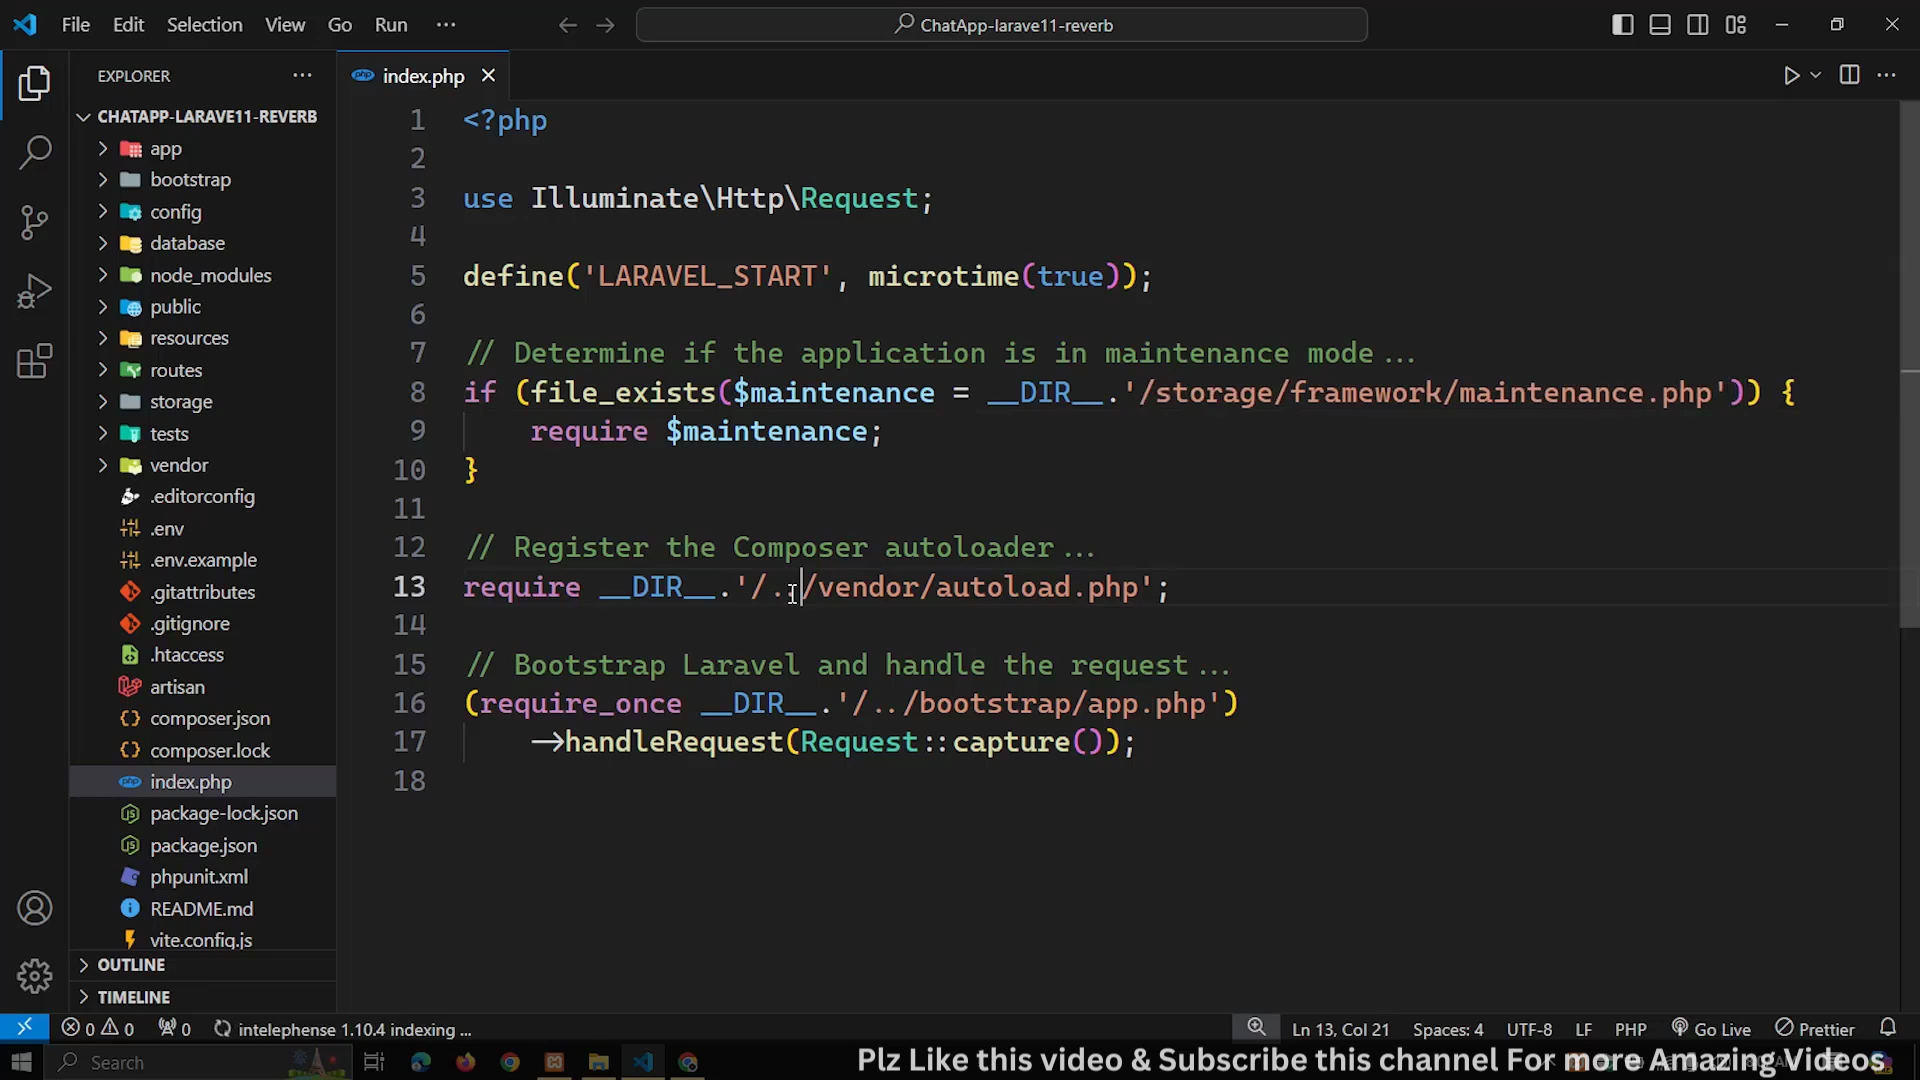 File Edit Selection View Go Run ···
ChatApp-larave11-reverb
EXPLORER
index.php
CHATAPP-LARAVE11-REVERB
app
bootstrap
config
database
node_modules
public
resources
routes
storage
tests
vendor
.editorconfig
.env
.env.example
.gitattributes
.gitignore
.htaccess
artisan
composer.json
composer.lock
index.php
package-lock.json
package.json
phpunit.xml
README.md
vite.config.js
OUTLINE
TIMELINE
1 <?php
2
3 use Illuminate\Http\Request;
4
5 define('LARAVEL_START', microtime(true));
6
7 // Determine if the application is in maintenance mode...
8 if (file_exists($maintenance = __DIR__.'/storage/framework/maintenance.php')) {
9 require $maintenance;
10 }
11
12 // Register the Composer autoloader...
13 require __DIR__.'/../vendor/autoload.php';
14
15 // Bootstrap Laravel and handle the request...
16 (require_once __DIR__.'/../bootstrap/app.php')
17 ->handleRequest(Request::capture());
18
0 0 0 intelephense 1.10.4 indexing ... Ln 13, Col 21 Spaces: 4 UTF-8 LF PHP Go Live Prettier
Search
Plz Like this video & Subscribe this channel For more Amazing Videos